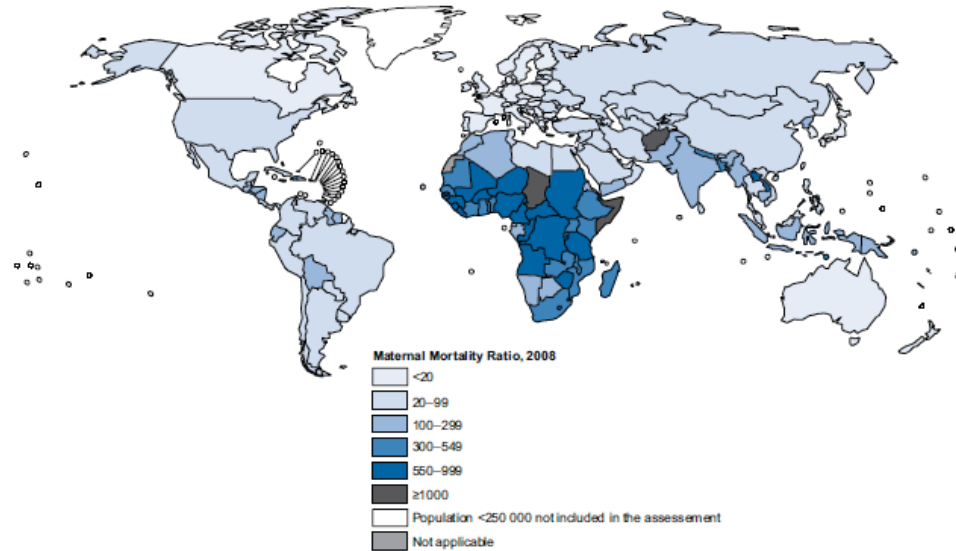 Maternal Mortality Ratio, 2008
<20
20–99
100–299
300–549
550–999
≥1000
Population <250 000 not included in the assessement
Not applicable